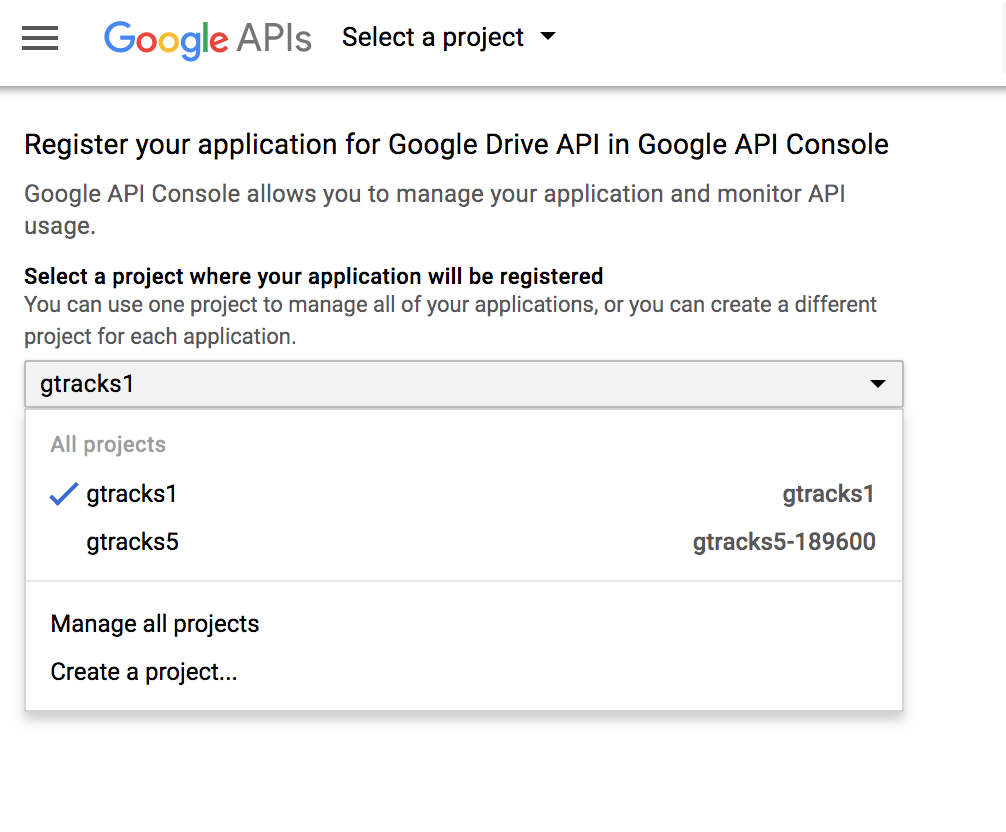 Google APIs Select a project
Register your application for Google Drive API in Google API Console
Google API Console allows you to manage your application and monitor API
usage.
Select a project where your application will be registered
You can use one project to manage all of your applications, or you can create a different
project for each application.
gtracks1
All projects
gtracks1 gtracks1
gtracks5 gtracks5-189600
Manage all projects
Create a project...